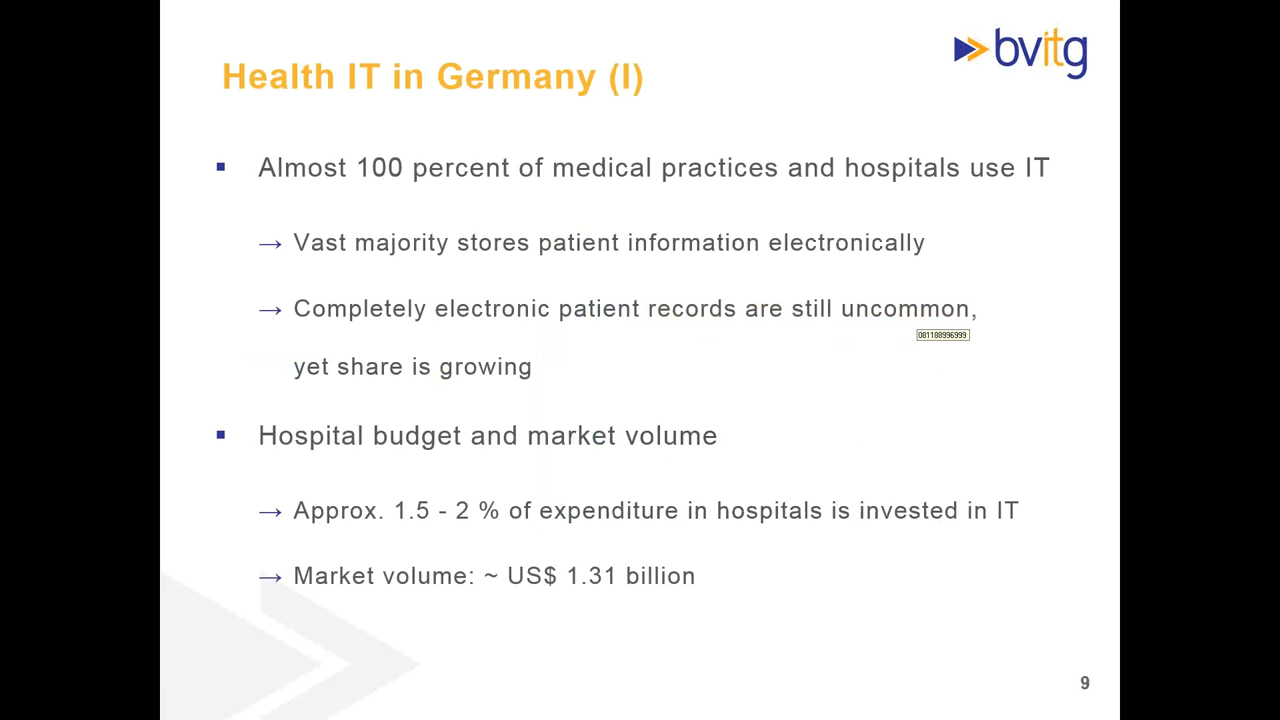 bvitg
Health IT in Germany (I)
▪ Almost 100 percent of medical practices and hospitals use IT
→ Vast majority stores patient information electronically
→ Completely electronic patient records are still uncommon,
081188996999
yet share is growing
▪ Hospital budget and market volume
→ Approx. 1.5 - 2 % of expenditure in hospitals is invested in IT
→ Market volume: ~ US$ 1.31 billion
9